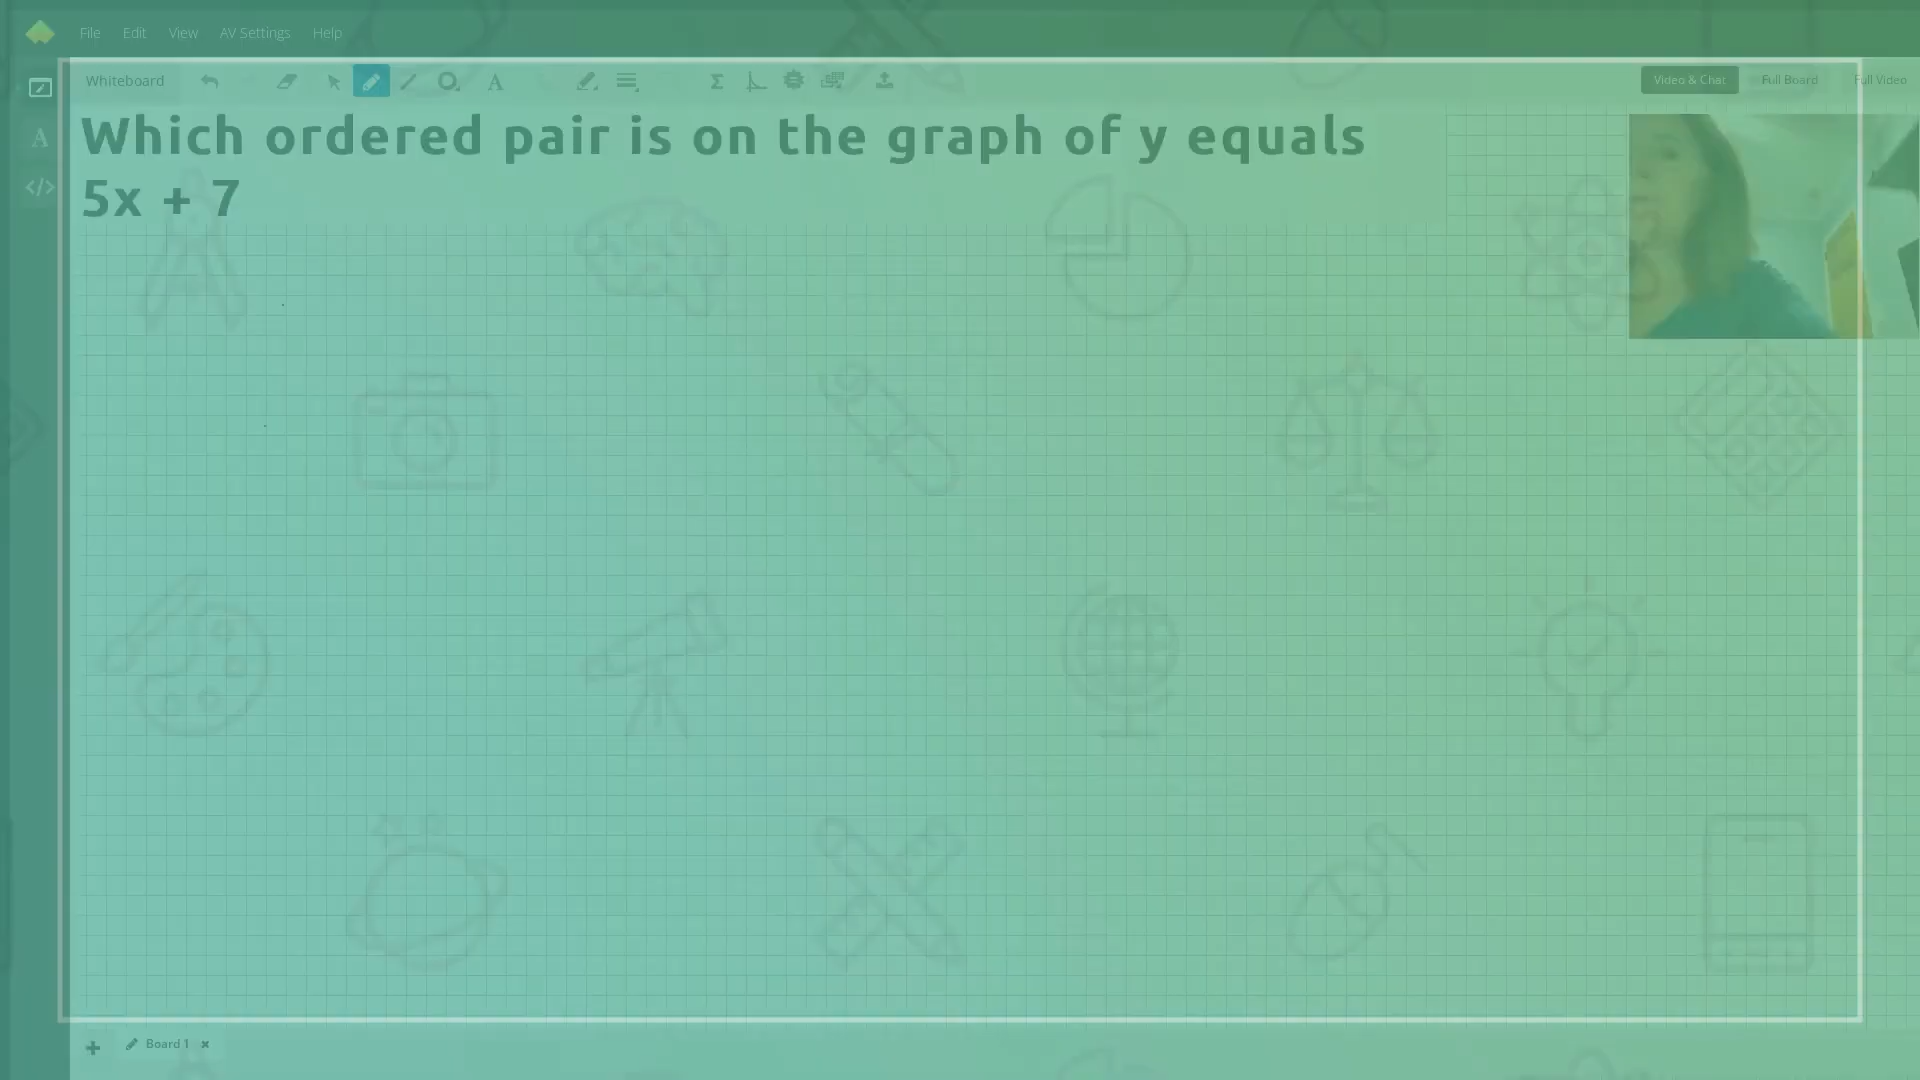 File Edit View AV Settings Help
Whiteboard A Σ Video & Chat Full Board Full Video
A
</>
Which ordered pair is on the graph of y equals
5x + 7
Board 1